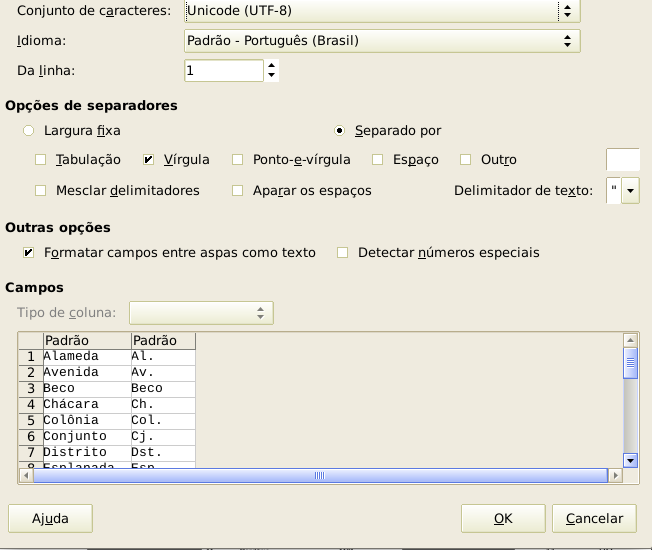 Conjunto de caracteres: Unicode (UTF-8)
Idioma: Padrão - Português (Brasil)
Da linha: 1
Opções de separadores
Largura fixa Separado por
Tabulação Vírgula Ponto-e-vírgula Espaço Outro
Mesclar delimitadores Aparar os espaços Delimitador de texto: "
Outras opções
Formatar campos entre aspas como texto Detectar números especiais
Campos
Tipo de coluna:
Padrão Padrão
1 Alameda Al.
2 Avenida Av.
3 Beco Beco
4 Chácara Ch.
5 Colônia Col.
6 Conjunto Cj.
7 Distrito Dst.
8 Esplanada Esp.
Ajuda OK Cancelar